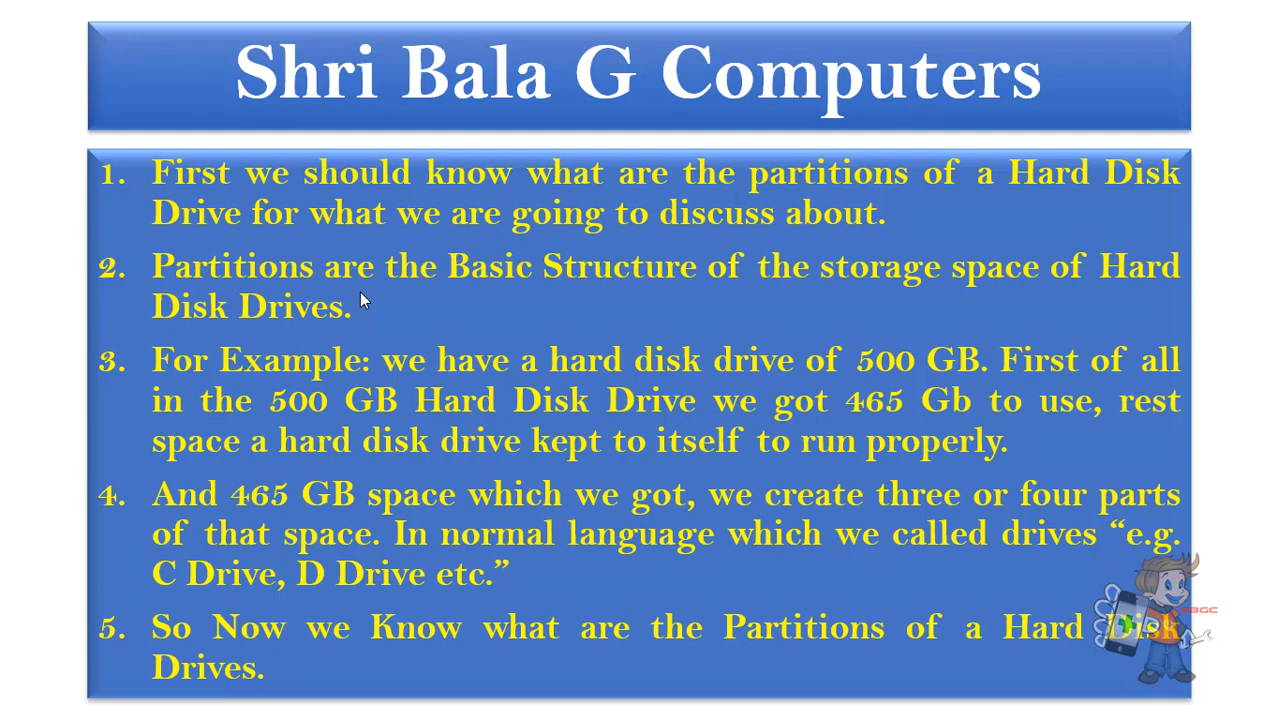 Shri Bala G Computers
1. First we should know what are the partitions of a Hard Disk
Drive for what we are going to discuss about.
2. Partitions are the Basic Structure of the storage space of Hard
Disk Drives.
3. For Example: we have a hard disk drive of 500 GB. First of all
in the 500 GB Hard Disk Drive we got 465 Gb to use, rest
space a hard disk drive kept to itself to run properly.
4. And 465 GB space which we got, we create three or four parts
of that space. In normal language which we called drives “e.g.
C Drive, D Drive etc.”
5. So Now we Know what are the Partitions of a Hard Disk
Drives.
SBGC